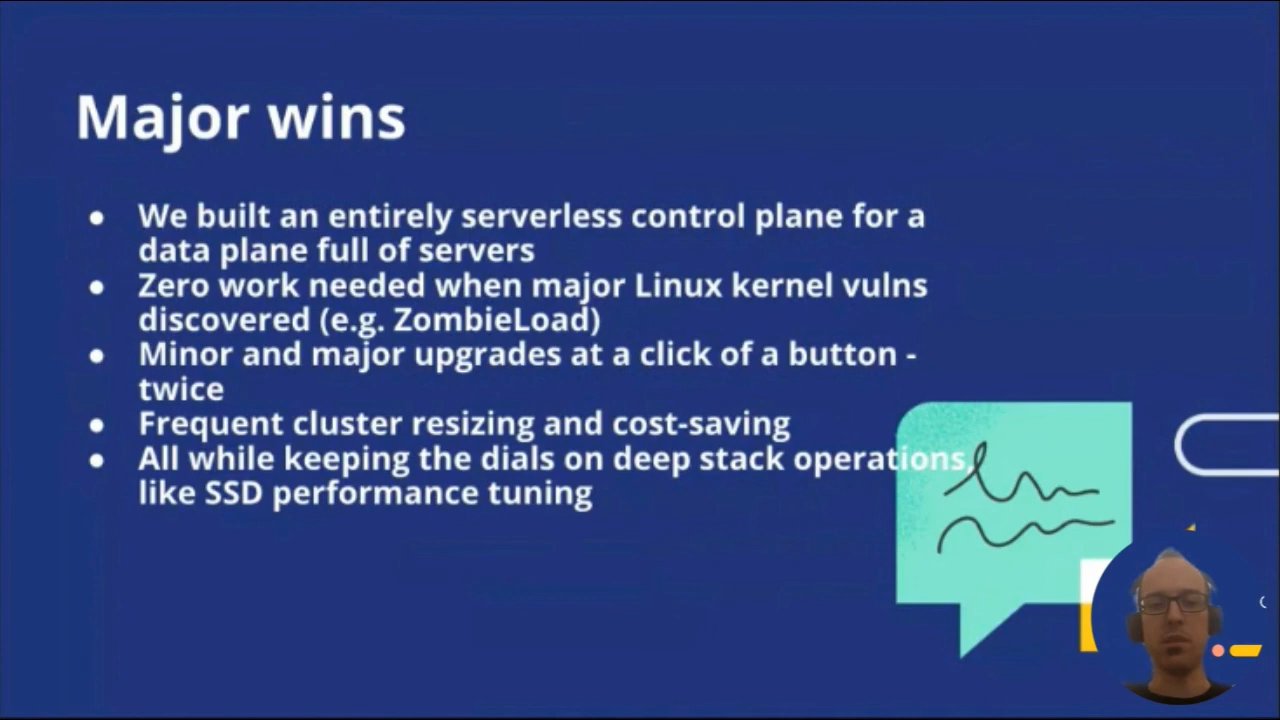 Major wins
● We built an entirely serverless control plane for a
data plane full of servers
● Zero work needed when major Linux kernel vulns
discovered (e.g. ZombieLoad)
● Minor and major upgrades at a click of a button -
twice
● Frequent cluster resizing and cost-saving
● All while keeping the dials on deep stack operations,
like SSD performance tuning